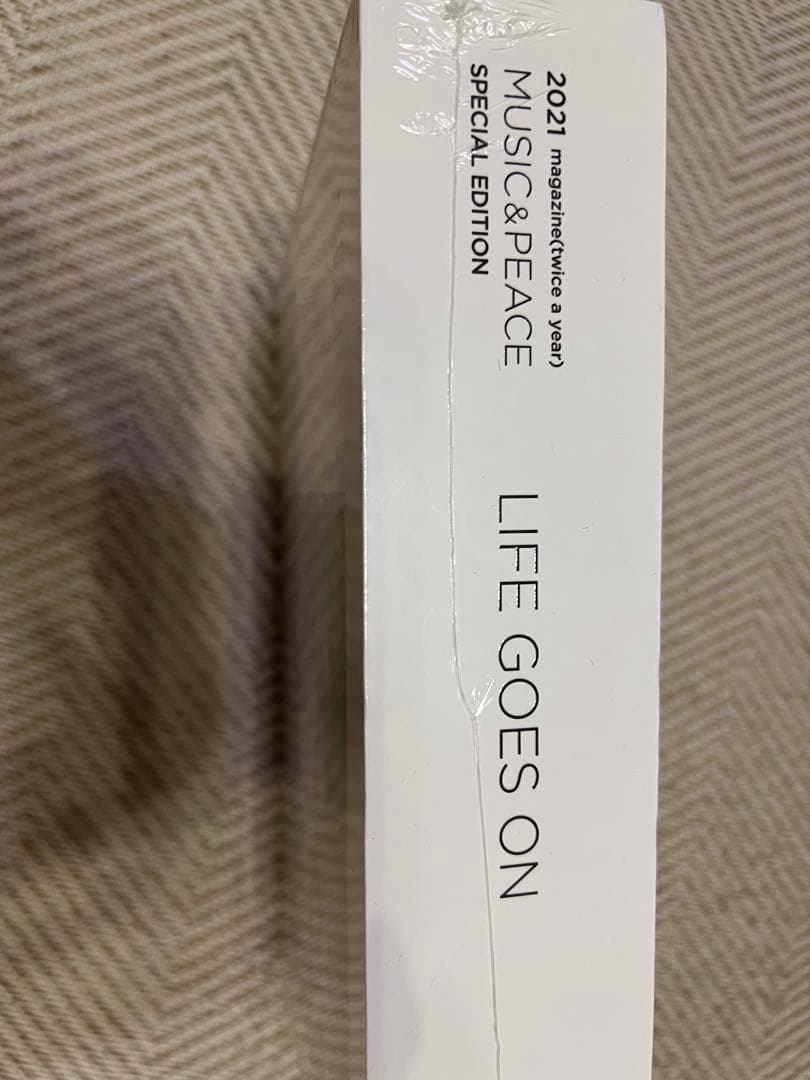 2021 magazine(twice a year)
MUSIC&PEACE
SPECIAL EDITION
LIFE GOES ON